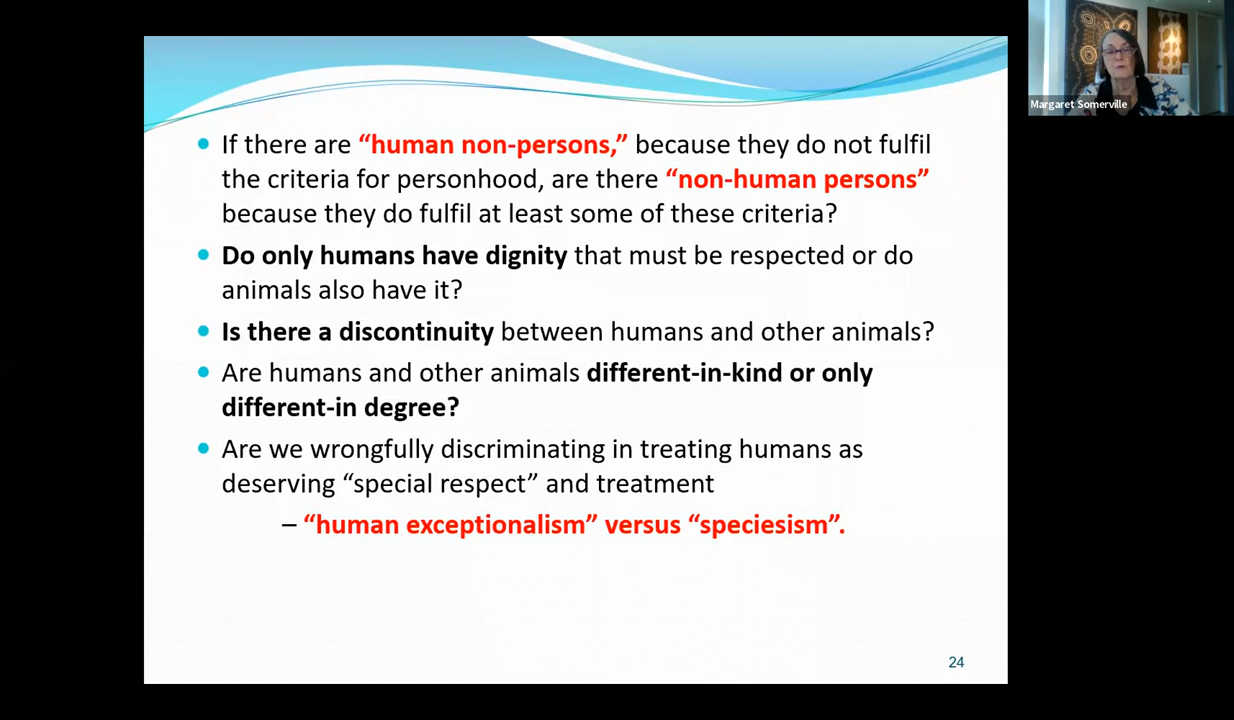 Margaret Somerville
• If there are “human non-persons,” because they do not fulfil
the criteria for personhood, are there “non-human persons”
because they do fulfil at least some of these criteria?
• Do only humans have dignity that must be respected or do
animals also have it?
• Is there a discontinuity between humans and other animals?
• Are humans and other animals different-in-kind or only
different-in degree?
• Are we wrongfully discriminating in treating humans as
deserving “special respect” and treatment
– “human exceptionalism” versus “speciesism”.
24